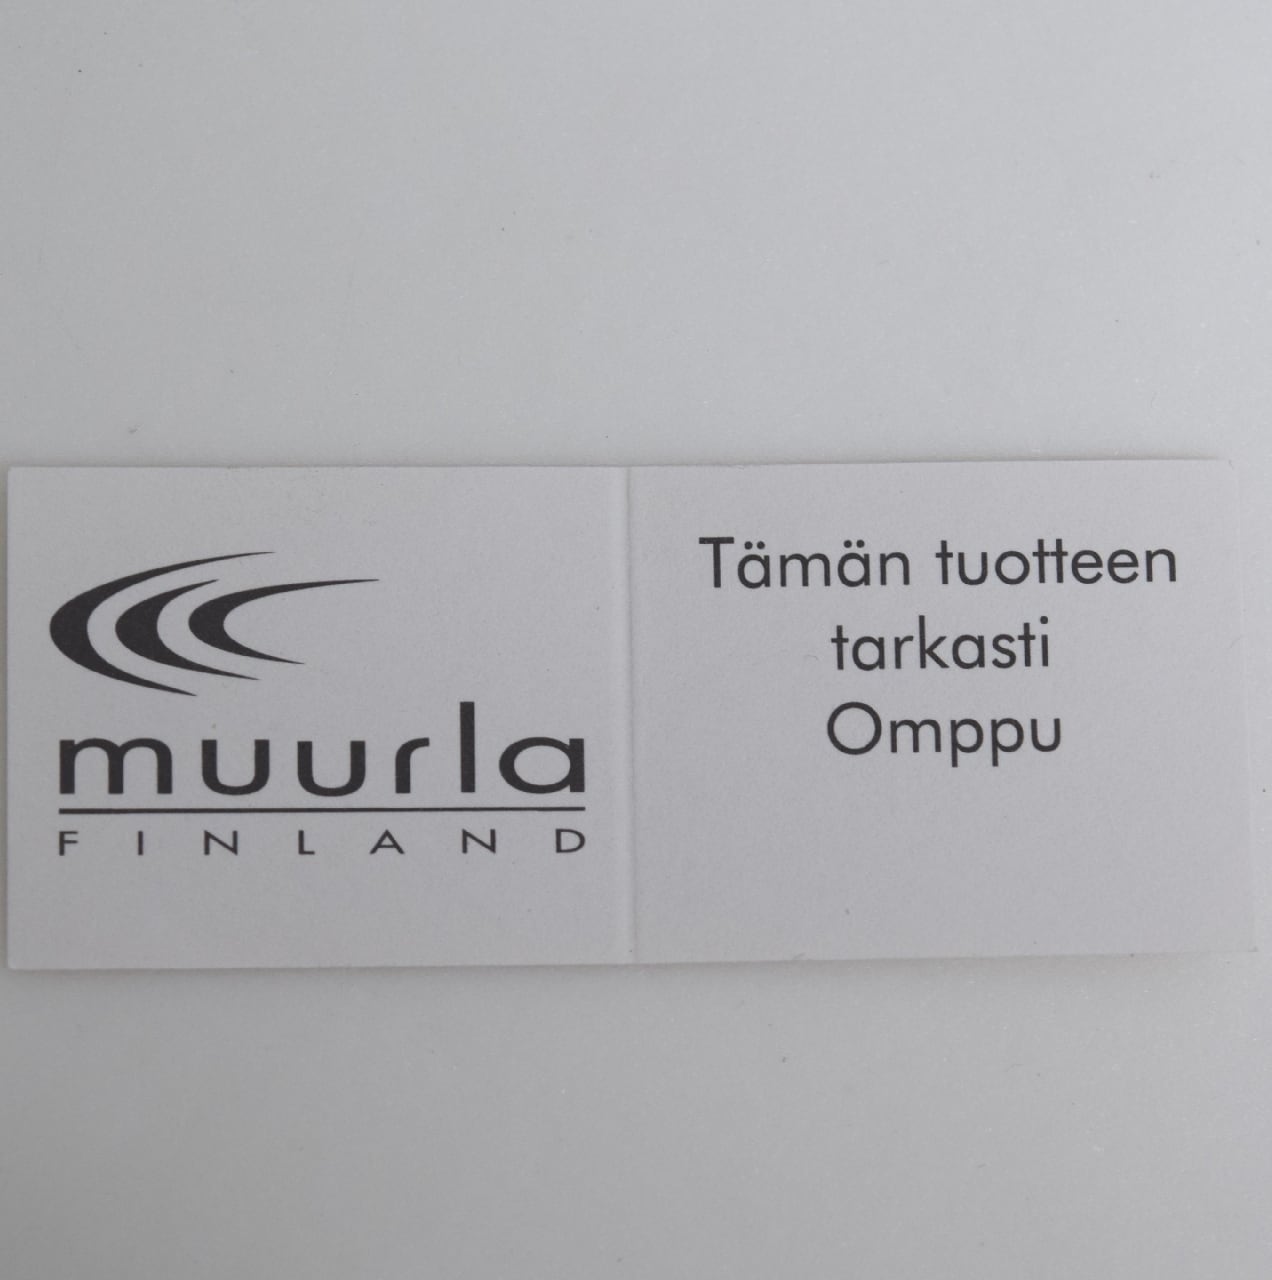 muurla
FINLAND
Tämän tuotteen
tarkasti
Omppu